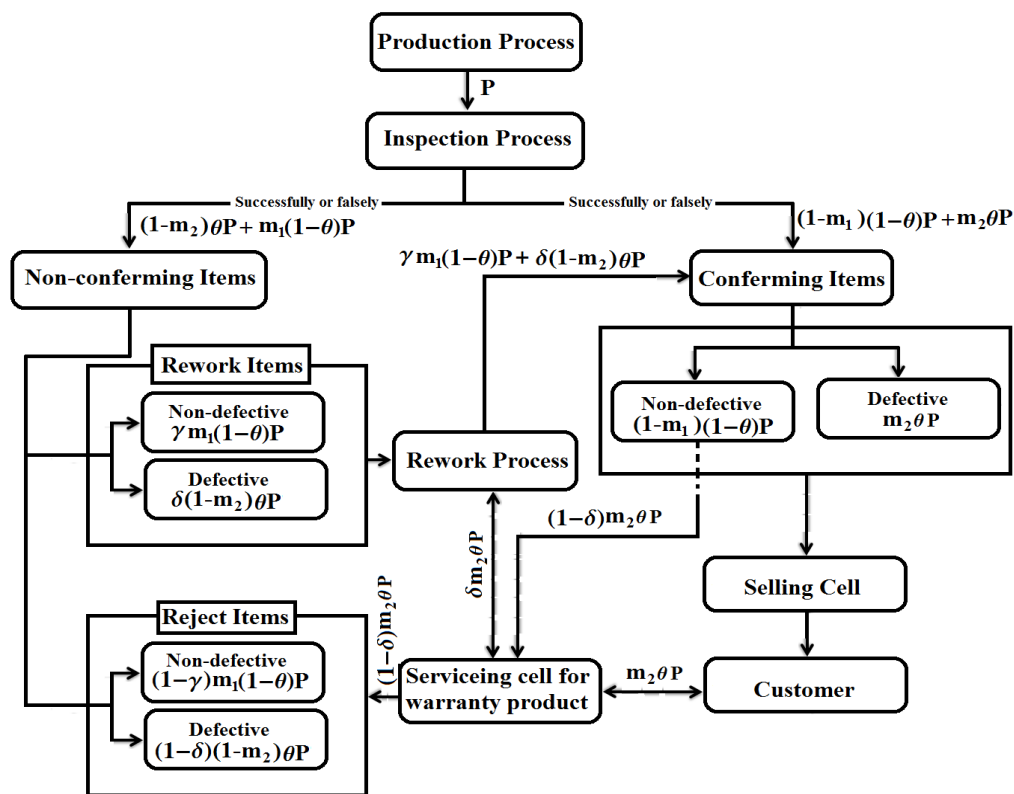 Production Process
P
Inspection Process
Successfully or falsely
Successfully or falsely
(1-m₂)θP + m₁(1−θ)P
(1-m₁)(1−θ)P + m₂θP
Non-conferming Items
γm₁(1−θ)P + δ(1-m₂)θP
Conferming Items
Rework Items
Non-defective
γm₁(1−θ)P
Defective
δ(1-m₂)θP
Rework Process
Non-defective
(1-m₁)(1−θ)P
Defective
m₂θP
(1−δ)m₂θP
δm₂θP
Selling Cell
Reject Items
Non-defective
(1−γ)m₁(1−θ)P
Defective
(1−δ)(1-m₂)θP
(1−δ)m₂θP
Serviceing cell for
warranty product
m₂θP
Customer